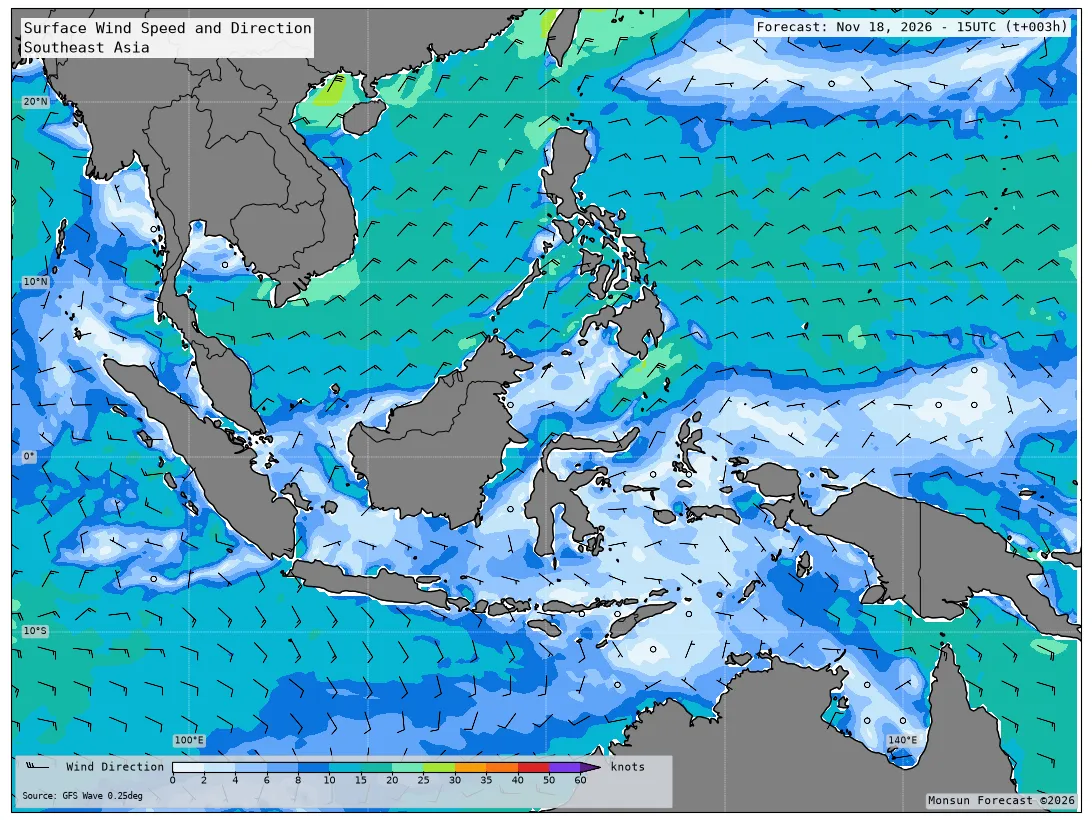 Surface Wind Speed and Direction
Southeast Asia
Forecast: Nov 18, 2026 - 15UTC (t+003h)
20°N
10°N
0°
10°S
100°E
140°E
Wind Direction
0 2 4 6 8 10 15 20 25 30 35 40 50 60
knots
Source: GFS Wave 0.25deg
Monsun Forecast ©2026